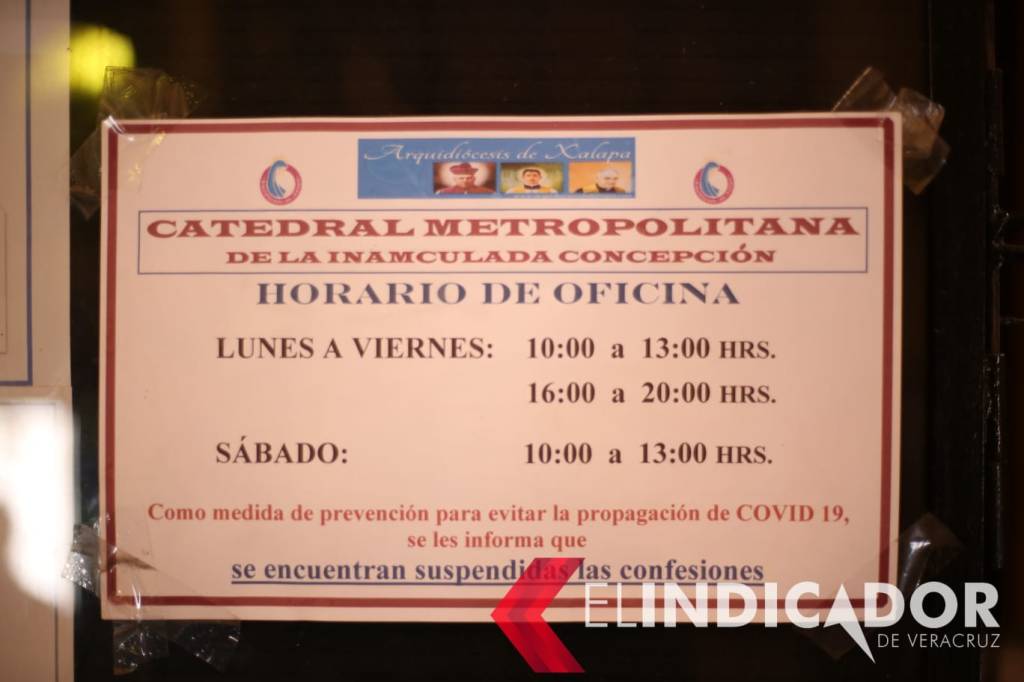 Arquidiócesis de Xalapa
CATEDRAL METROPOLITANA
DE LA INAMCULADA CONCEPCIÓN
HORARIO DE OFICINA
LUNES A VIERNES: 10:00 a 13:00 HRS.
16:00 a 20:00 HRS.
SÁBADO: 10:00 a 13:00 HRS.
Como medida de prevención para evitar la propagación de COVID 19,
se les informa que
se encuentran suspendidas las confesiones
EL INDICADOR
DE VERACRUZ